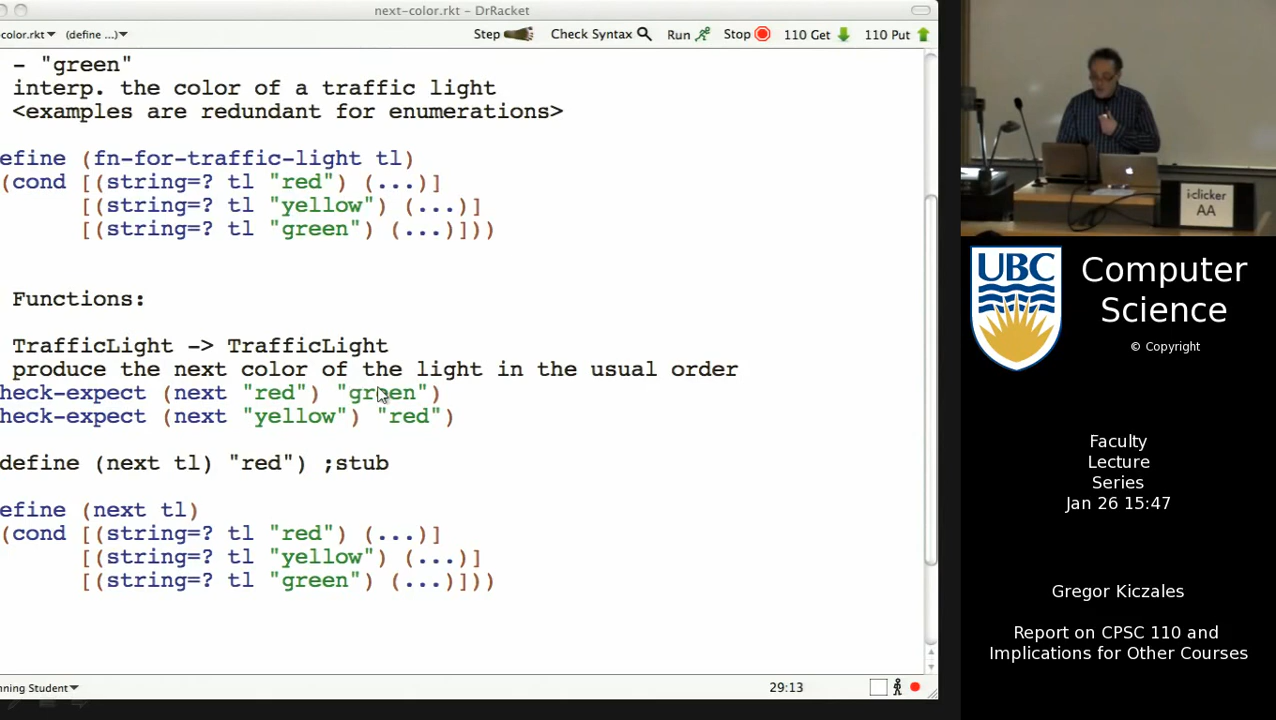 next-color.rkt - DrRacket
-color.rkt (define ...) Step Check Syntax Run Stop 110 Get 110 Put
- "green"
interp. the color of a traffic light
<examples are redundant for enumerations>
efine (fn-for-traffic-light tl)
(cond [(string=? tl "red") (...)]
[(string=? tl "yellow") (...)]
[(string=? tl "green") (...)]))
Functions:
TrafficLight -> TrafficLight
produce the next color of the light in the usual order
heck-expect (next "red") "green")
heck-expect (next "yellow") "red")
define (next tl) "red") ;stub
efine (next tl)
(cond [(string=? tl "red") (...)]
[(string=? tl "yellow") (...)]
[(string=? tl "green") (...)]))
nning Student 29:13
i>clicker
AA
UBC
Computer
Science
© Copyright
Faculty
Lecture
Series
Jan 26 15:47
Gregor Kiczales
Report on CPSC 110 and
Implications for Other Courses